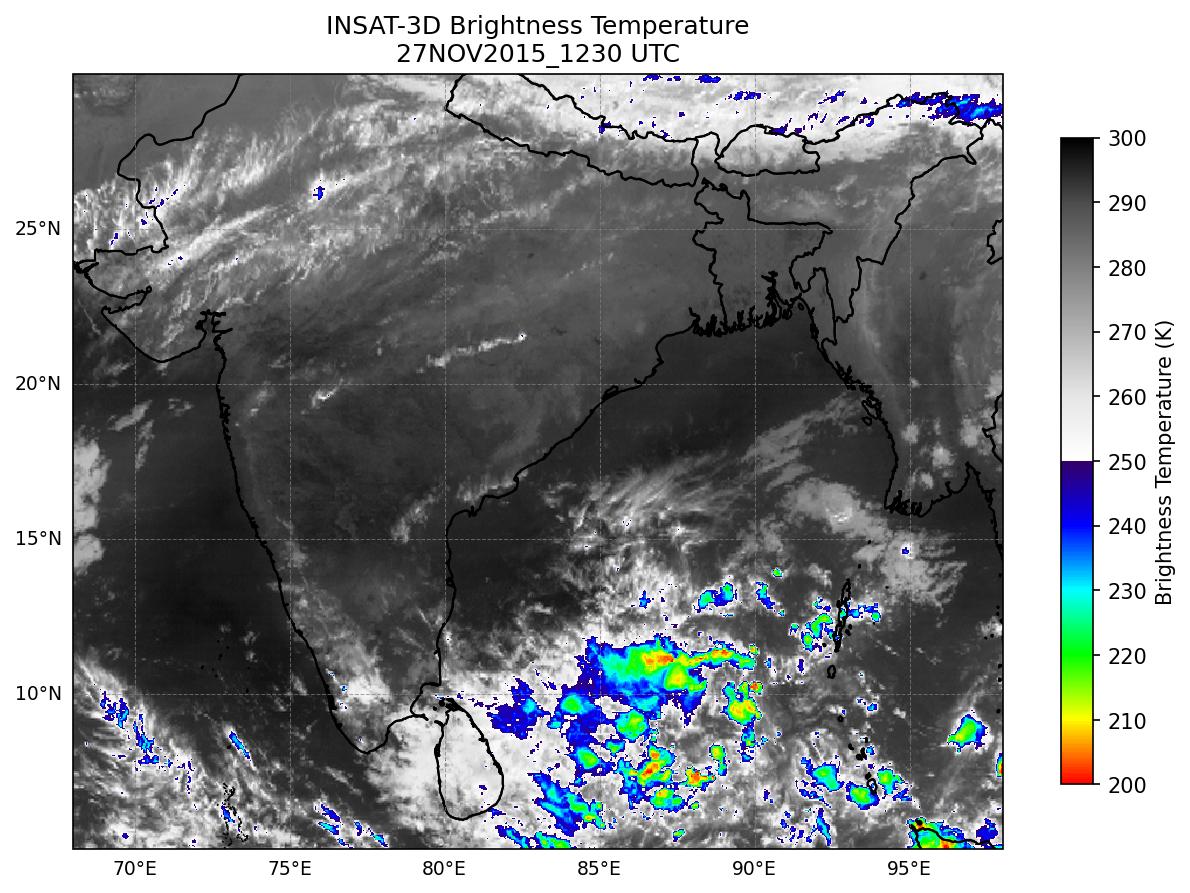 INSAT-3D Brightness Temperature
27NOV2015_1230 UTC
25°N
20°N
15°N
10°N
70°E
75°E
80°E
85°E
90°E
95°E
300
290
280
270
260
250
240
230
220
210
200
Brightness Temperature (K)